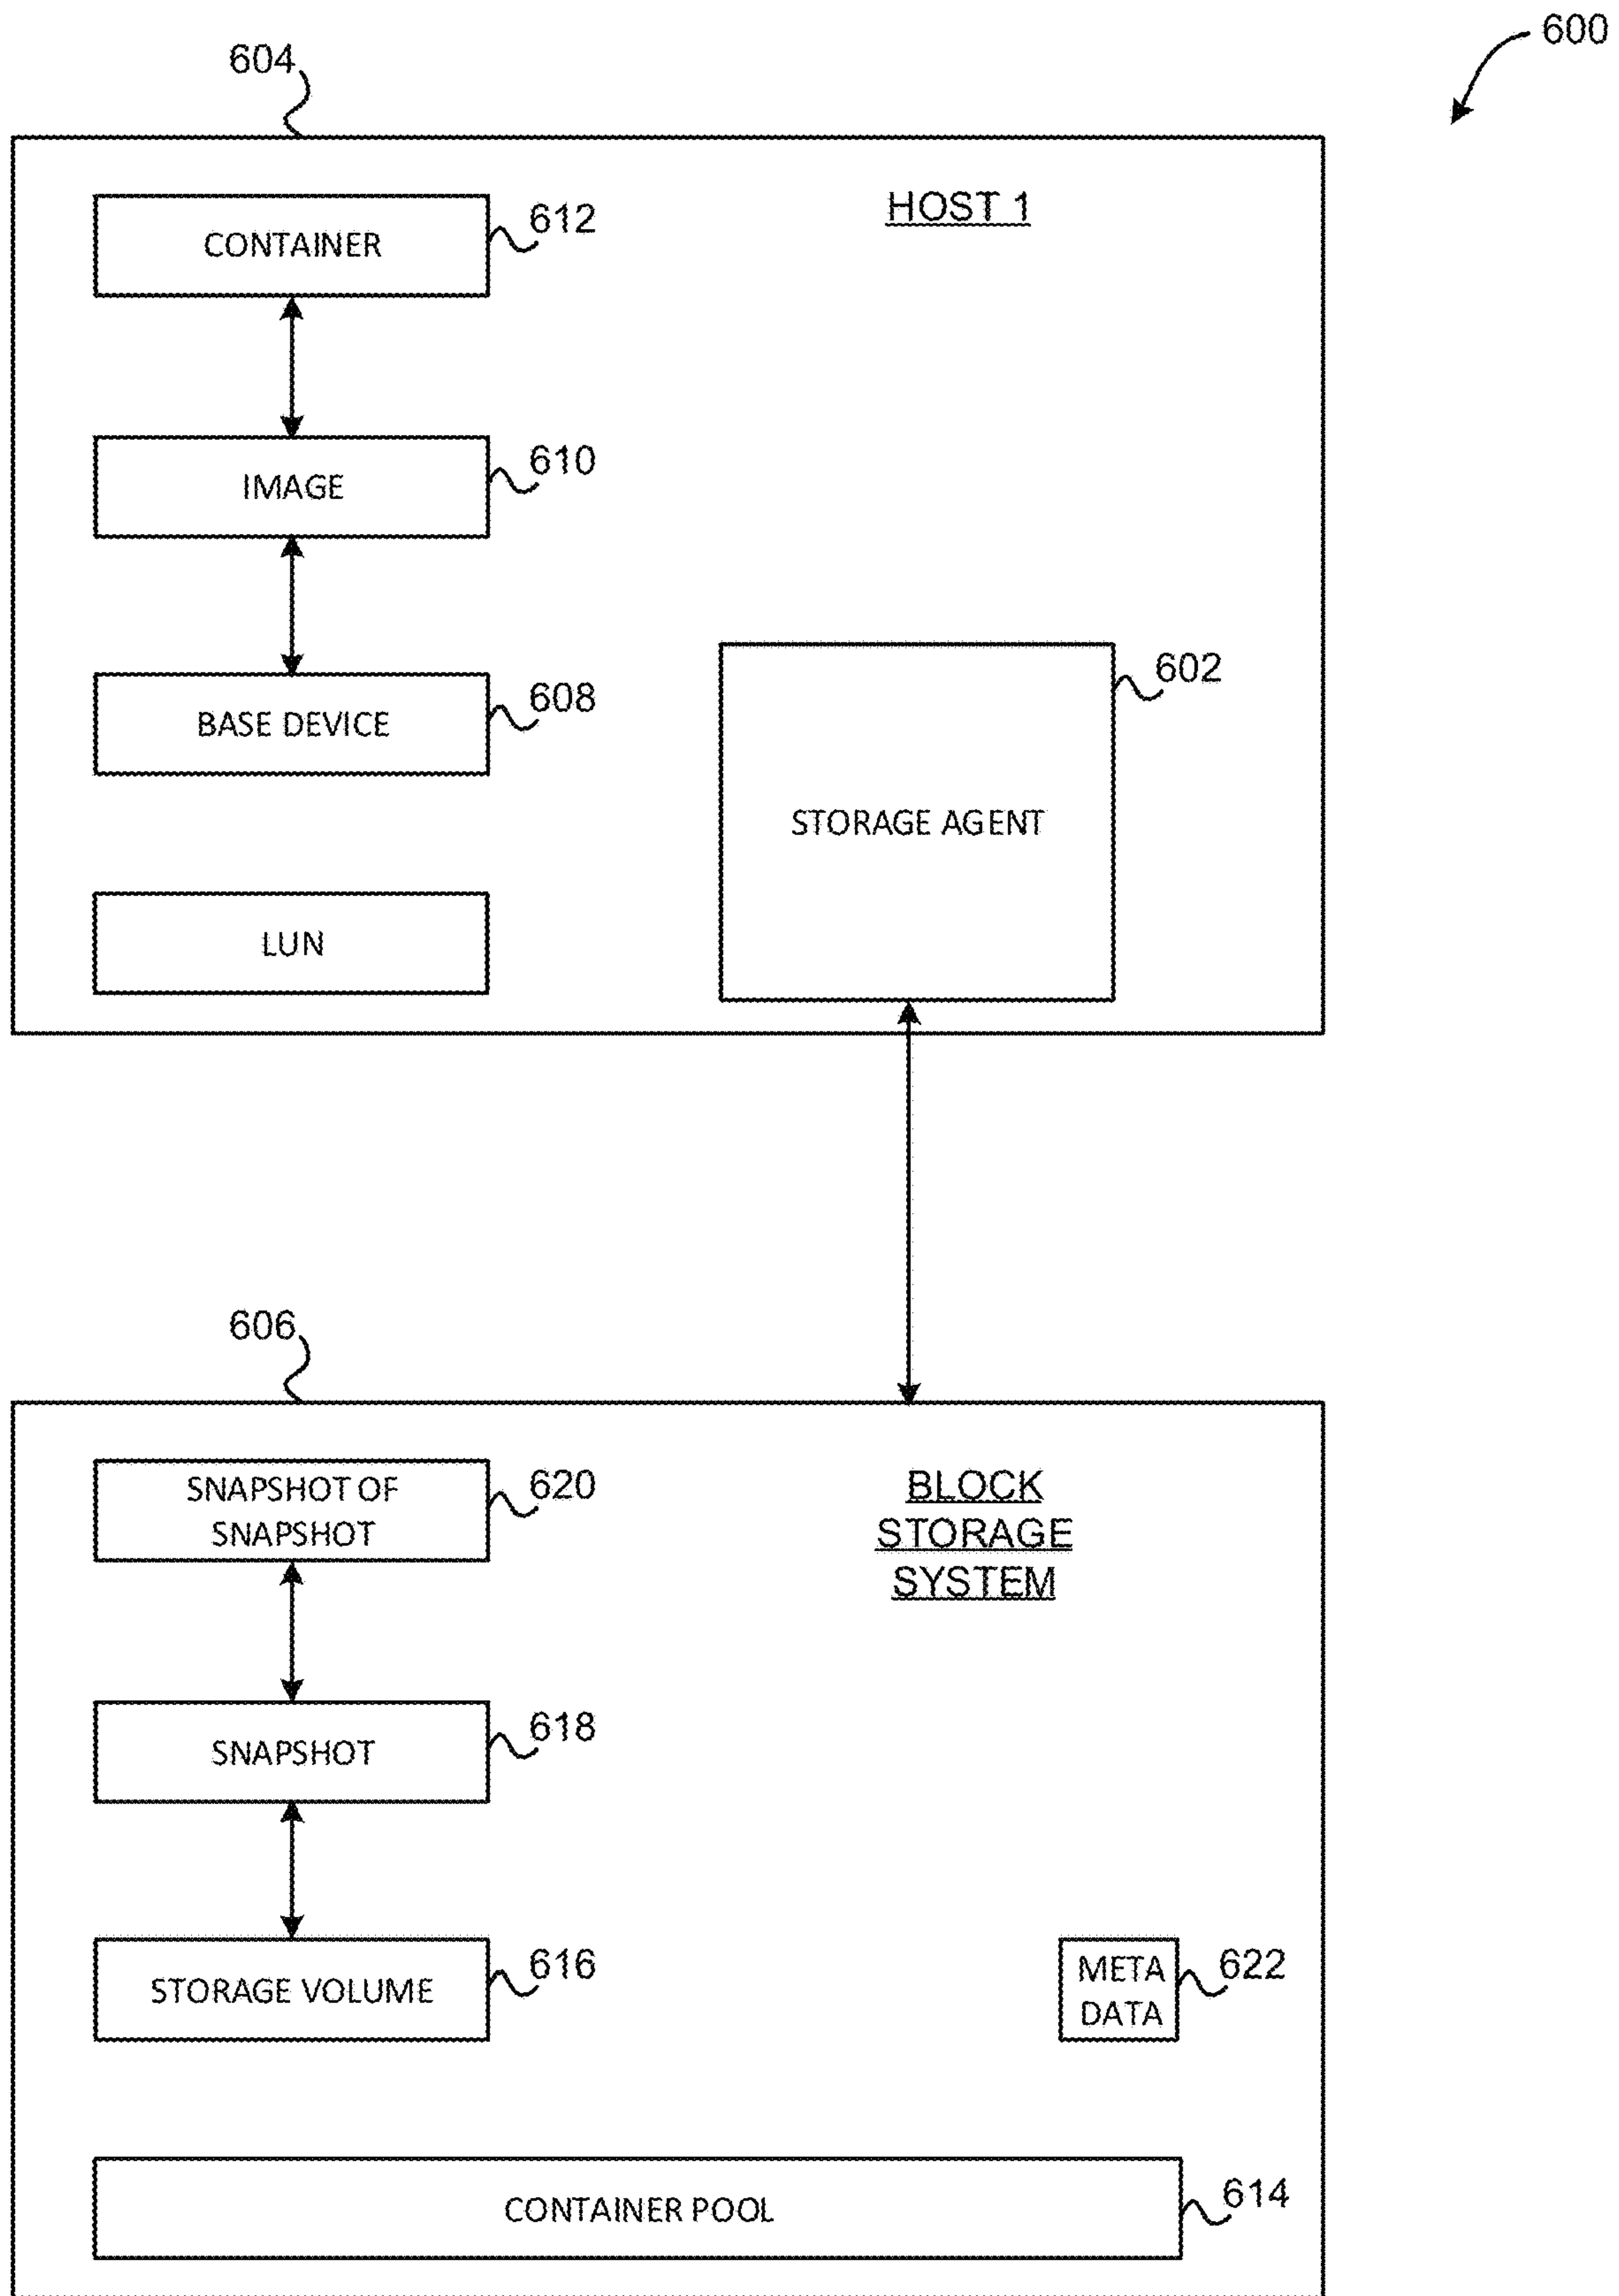 600
604
HOST 1
CONTAINER
612
IMAGE
610
BASE DEVICE
608
STORAGE AGENT
602
LUN
606
SNAPSHOT OF
SNAPSHOT
620
BLOCK
STORAGE
SYSTEM
SNAPSHOT
618
STORAGE VOLUME
616
META
DATA
622
CONTAINER POOL
614